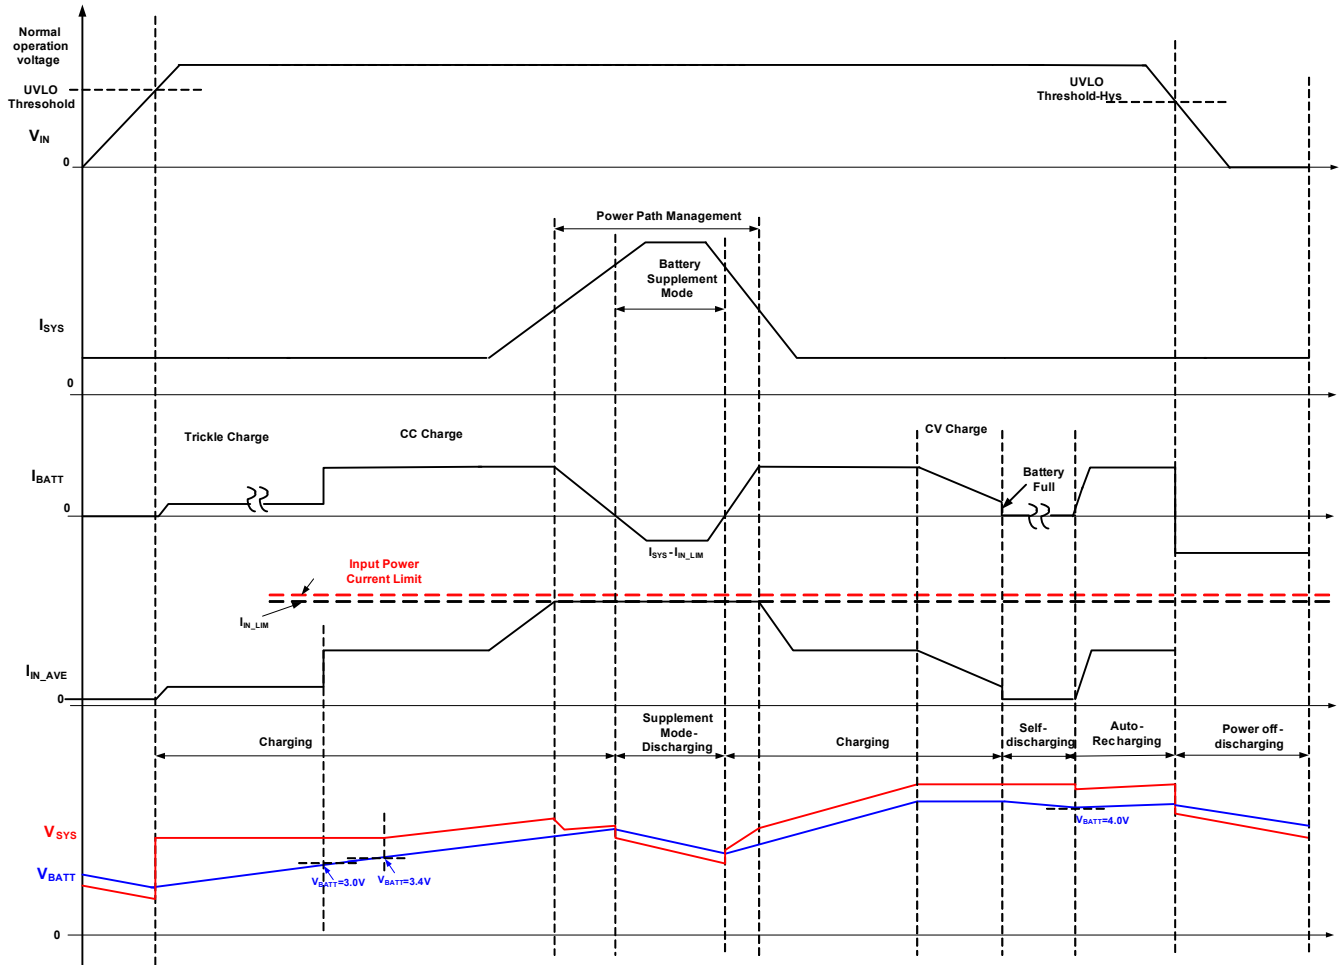 Normal
operation
voltage
UVLO
Thresohold
VIN
0
UVLO
Threshold-Hys
Power Path Management
Battery
Supplement
Mode
ISYS
0
Trickle Charge
CC Charge
CV Charge
Battery
Full
IBATT
0
ISYS-IIN_LIM
Input Power
Current Limit
IIN_LIM
IIN_AVE
0
Charging
Supplement
Mode-
Discharging
Charging
Self-
discharging
Auto-
Recharging
Power off-
discharging
VSYS
VBATT
VBATT=3.0V
VBATT=3.4V
VBATT=4.0V
0